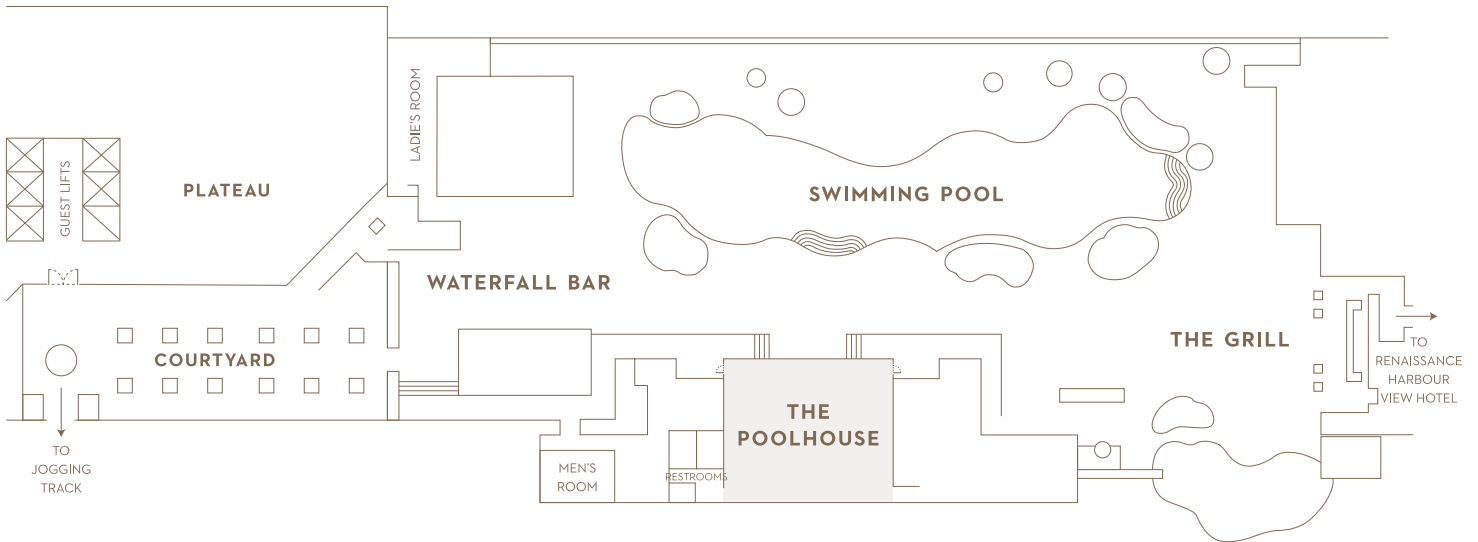 LADIE'S ROOM
GUEST LIFTS
PLATEAU
SWIMMING POOL
WATERFALL BAR
COURTYARD
THE GRILL
TO
RENAISSANCE
HARBOUR
VIEW HOTEL
THE
POOLHOUSE
TO
JOGGING
TRACK
MEN'S
ROOM
RESTROOMS